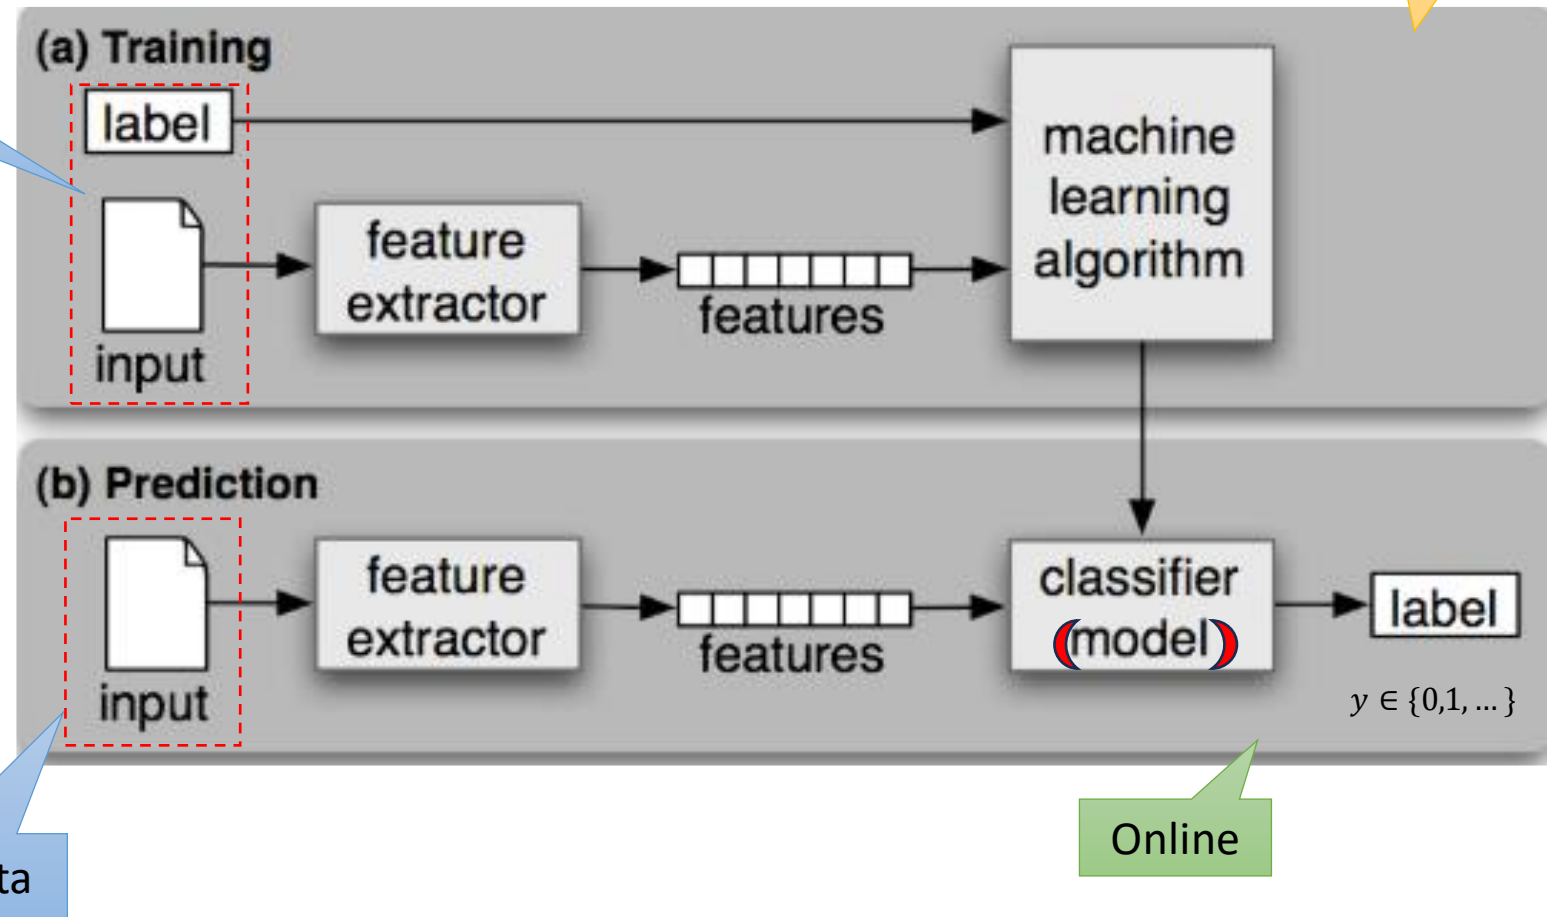 (a) Training
label
machine
learning
algorithm
feature
extractor
features
input
(b) Prediction
feature
extractor
features
classifier
(model)
label
input
y ∈ {0,1, … }
Online
ta